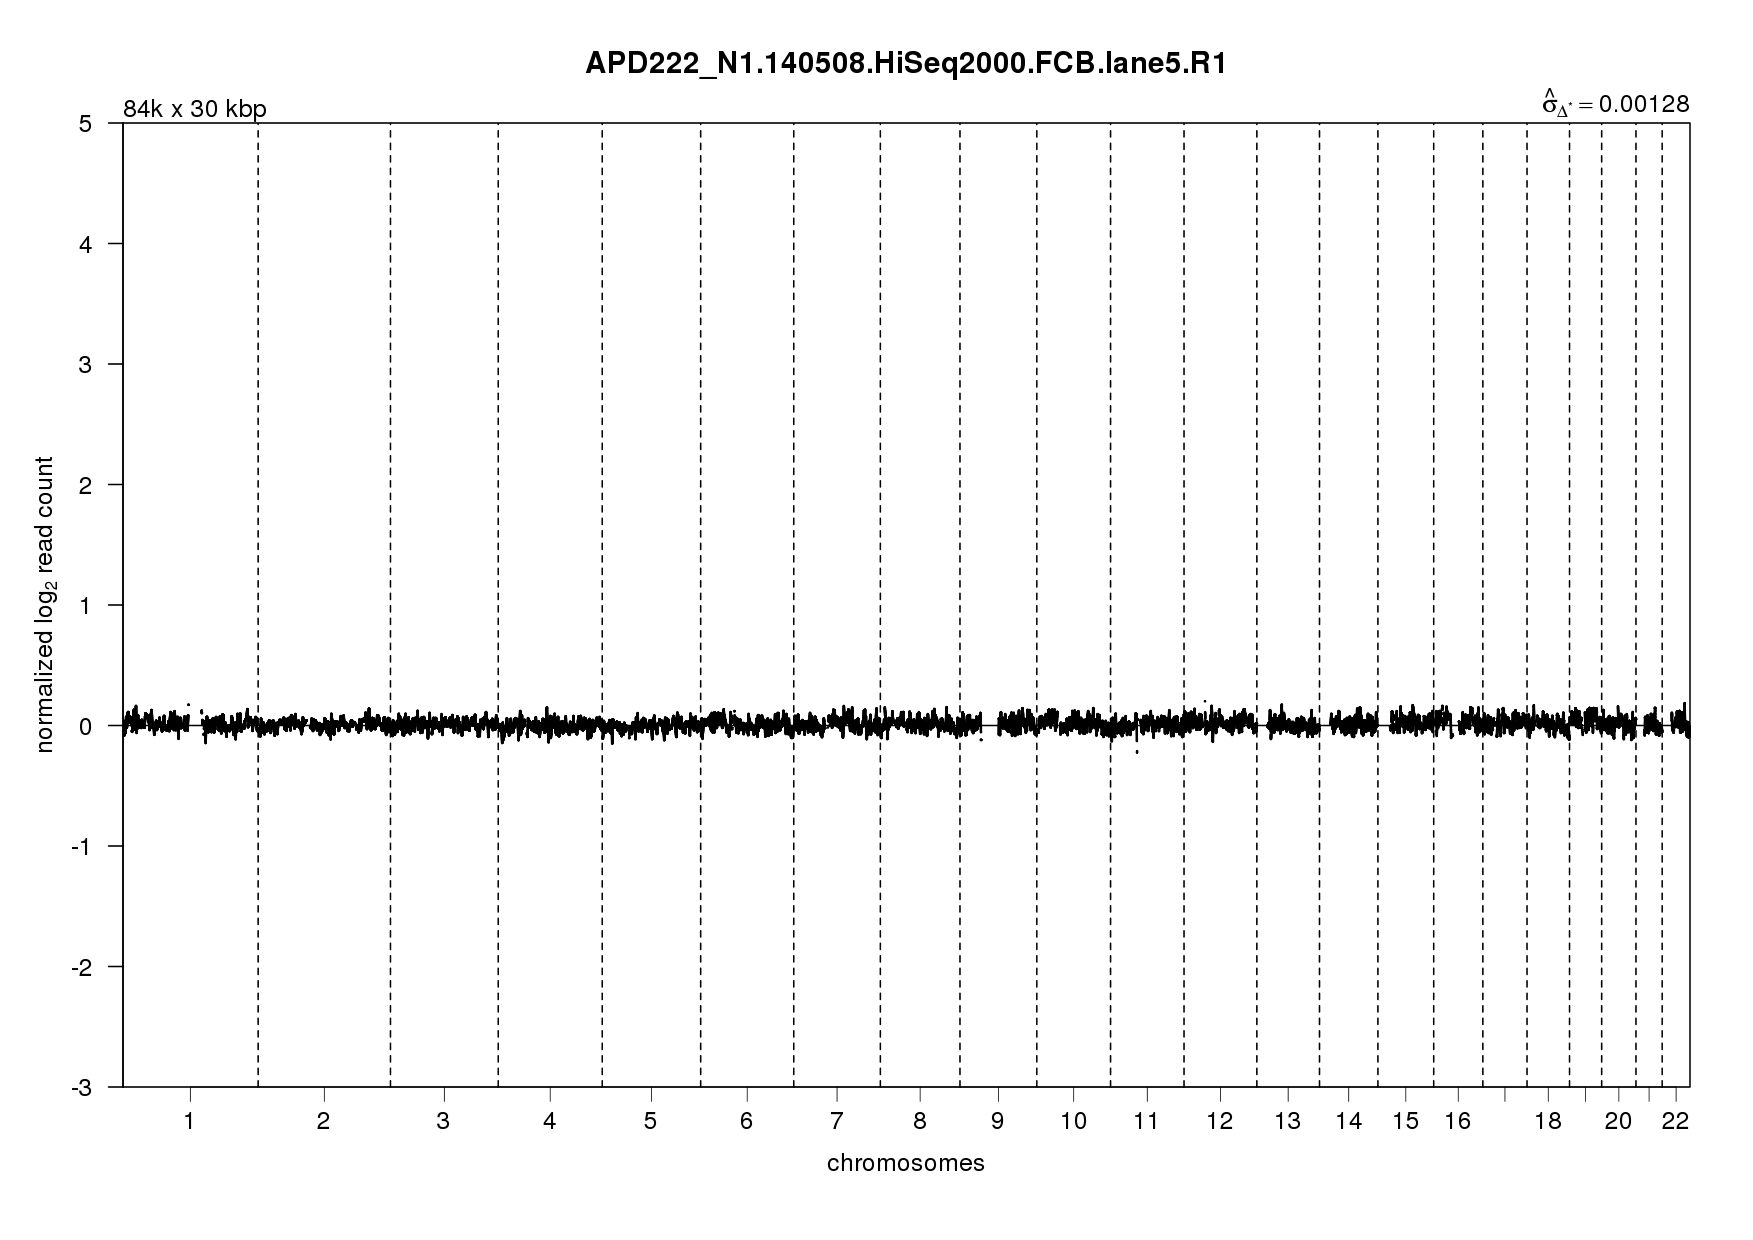 APD222_N1.140508.HiSeq2000.FCB.lane5.R1
84k x 30 kbp
σ̂Δ* = 0.00128
5
4
3
2
1
0
-1
-2
-3
normalized log₂ read count
1 2 3 4 5 6 7 8 9 10 11 12 13 14 15 16 18 20 22
chromosomes